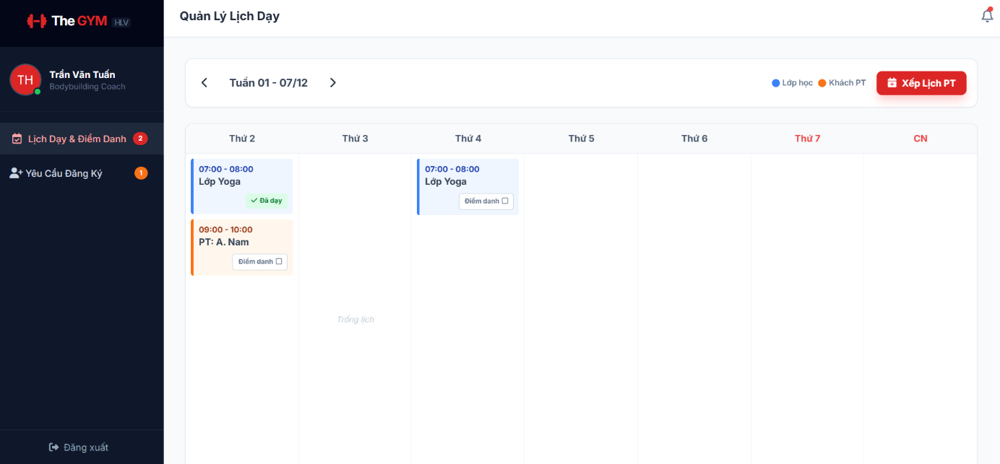 The GYM HLV
TH
Trần Văn Tuấn
Bodybuilding Coach
Lịch Dạy & Điểm Danh 2
Yêu Cầu Đăng Ký 1
Đăng xuất
Quản Lý Lịch Dạy
Tuần 01 - 07/12
Lớp học Khách PT Xếp Lịch PT
Thứ 2 Thứ 3 Thứ 4 Thứ 5 Thứ 6 Thứ 7 CN
07:00 - 08:00
Lớp Yoga
Đã dạy
09:00 - 10:00
PT: A. Nam
Điểm danh
Trống lịch
07:00 - 08:00
Lớp Yoga
Điểm danh